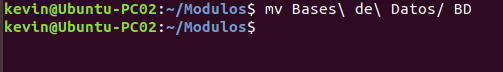 kevin@Ubuntu-PC02:~/Modulos$ mv Bases\ de\ Datos/ BD
kevin@Ubuntu-PC02:~/Modulos$